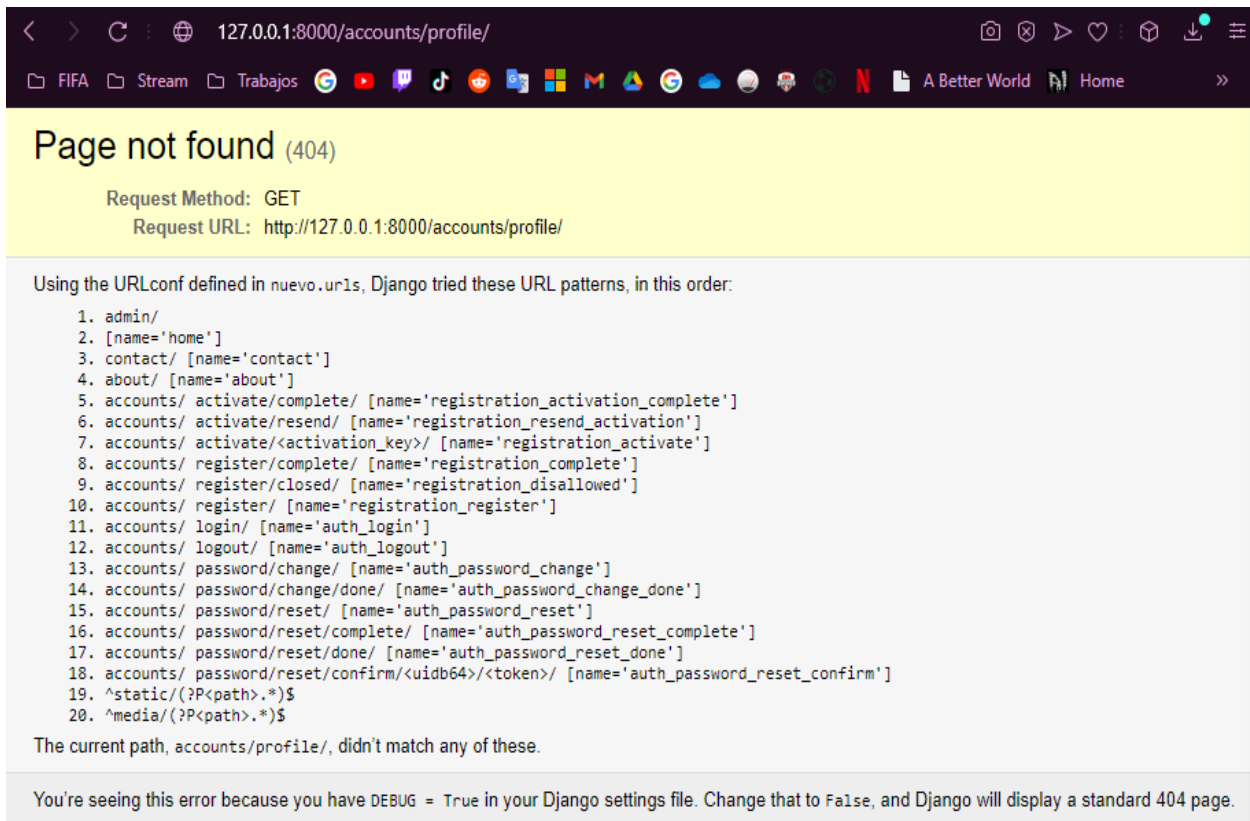 127.0.0.1:8000/accounts/profile/
FIFA Stream Trabajos A Better World Home »
Page not found (404)
Request Method: GET
Request URL: http://127.0.0.1:8000/accounts/profile/
Using the URLconf defined in nuevo.urls, Django tried these URL patterns, in this order:
1. admin/
2. [name='home']
3. contact/ [name='contact']
4. about/ [name='about']
5. accounts/ activate/complete/ [name='registration_activation_complete']
6. accounts/ activate/resend/ [name='registration_resend_activation']
7. accounts/ activate/<activation_key>/ [name='registration_activate']
8. accounts/ register/complete/ [name='registration_complete']
9. accounts/ register/closed/ [name='registration_disallowed']
10. accounts/ register/ [name='registration_register']
11. accounts/ login/ [name='auth_login']
12. accounts/ logout/ [name='auth_logout']
13. accounts/ password/change/ [name='auth_password_change']
14. accounts/ password/change/done/ [name='auth_password_change_done']
15. accounts/ password/reset/ [name='auth_password_reset']
16. accounts/ password/reset/complete/ [name='auth_password_reset_complete']
17. accounts/ password/reset/done/ [name='auth_password_reset_done']
18. accounts/ password/reset/confirm/<uidb64>/<token>/ [name='auth_password_reset_confirm']
19. ^static/(?P<path>.*)$
20. ^media/(?P<path>.*)$
The current path, accounts/profile/, didn’t match any of these.
You’re seeing this error because you have DEBUG = True in your Django settings file. Change that to False, and Django will display a standard 404 page.